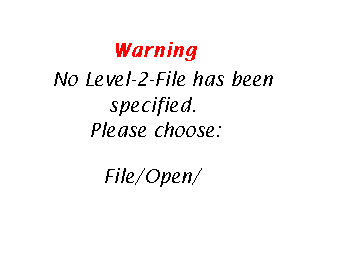 Warning
No Level-2-File has been
specified.
Please choose:
File/Open/